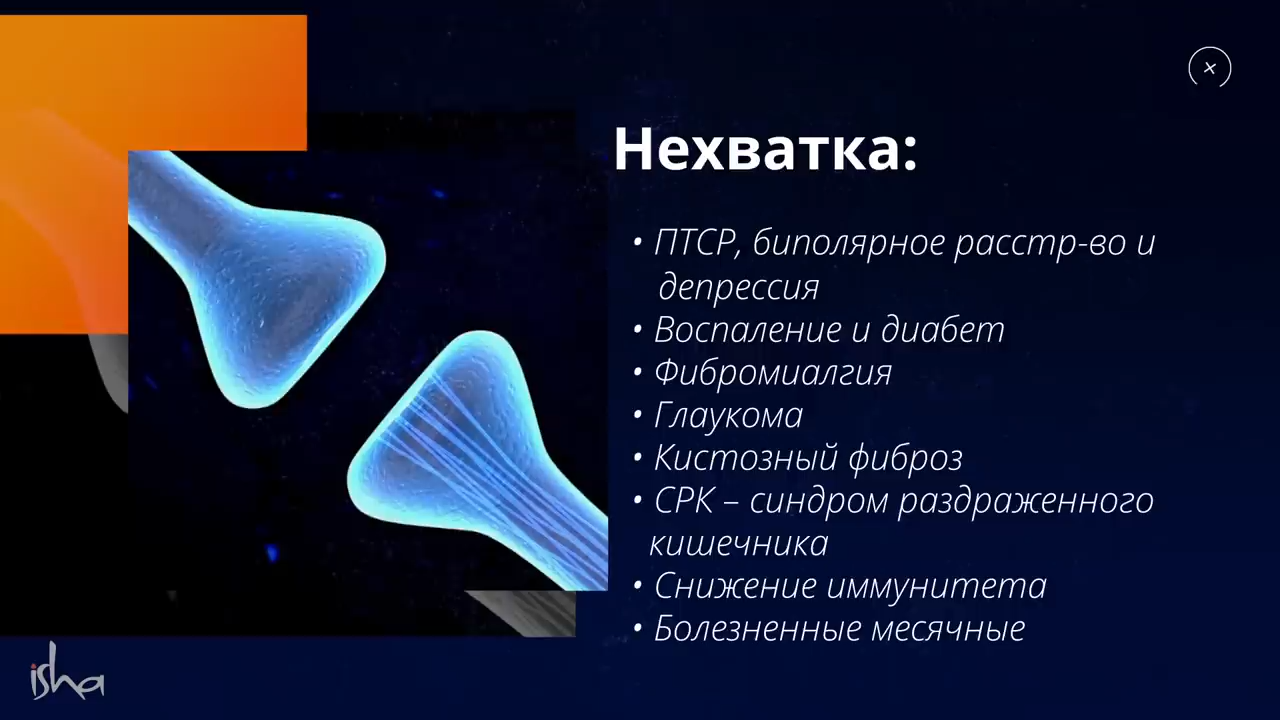 Нехватка:
• ПТСР, биполярное расстр-во и
депрессия
• Воспаление и диабет
• Фибромиалгия
• Глаукома
• Кистозный фиброз
• СРК – синдром раздраженного
кишечника
• Снижение иммунитета
• Болезненные месячные
isha